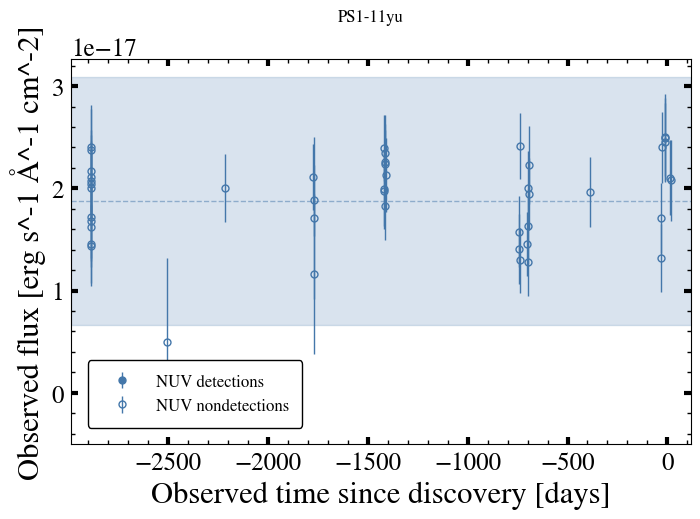 PS1-11yu
1e−17
Observed flux [erg s^-1 Å^-1 cm^-2]
3
2
1
0
NUV detections
NUV nondetections
−2500 −2000 −1500 −1000 −500 0
Observed time since discovery [days]